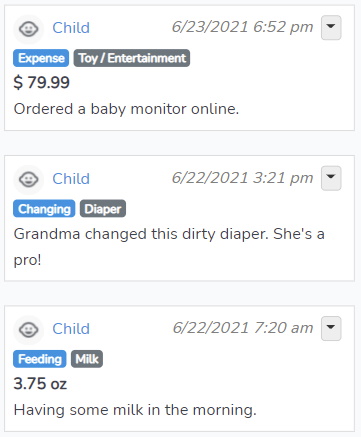 Child 6/23/2021 6:52 pm
Expense Toy / Entertainment
$ 79.99
Ordered a baby monitor online.
Child 6/22/2021 3:21 pm
Changing Diaper
Grandma changed this dirty diaper. She's a
pro!
Child 6/22/2021 7:20 am
Feeding Milk
3.75 oz
Having some milk in the morning.